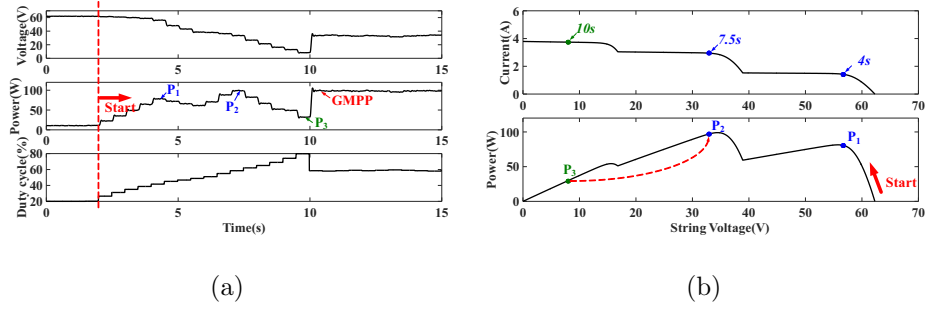 Voltage(V)
60
40
20
0
0 5 10 15
Power(W)
100
50
0
P1
P2
P3
Start
GMPP
0 5 10 15
Duty cycle(%)
80
60
40
20
0 5 10 15
Time(s)
(a)
Current(A)
6
4
2
0
10s
7.5s
4s
0 10 20 30 40 50 60 70
Power(W)
100
50
0
P3
P2
P1
Start
0 10 20 30 40 50 60 70
String Voltage(V)
(b)